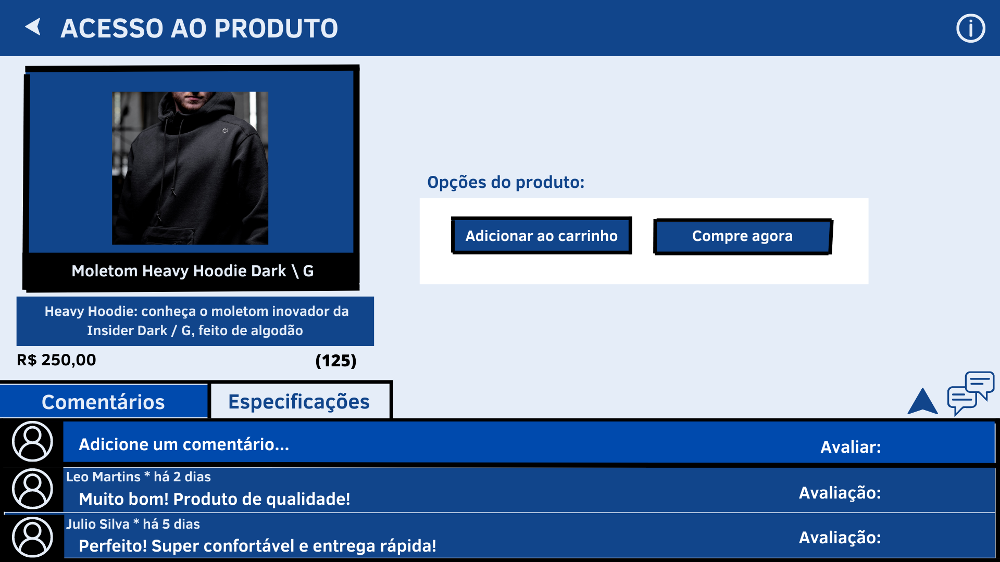 ACESSO AO PRODUTO
Moletom Heavy Hoodie Dark \ G
Heavy Hoodie: conheça o moletom inovador da
Insider Dark / G, feito de algodão
R$ 250,00
(125)
Opções do produto:
Adicionar ao carrinho
Compre agora
Comentários
Especificações
Adicione um comentário...
Avaliar:
Leo Martins * há 2 dias
Muito bom! Produto de qualidade!
Avaliação:
Julio Silva * há 5 dias
Perfeito! Super confortável e entrega rápida!
Avaliação: